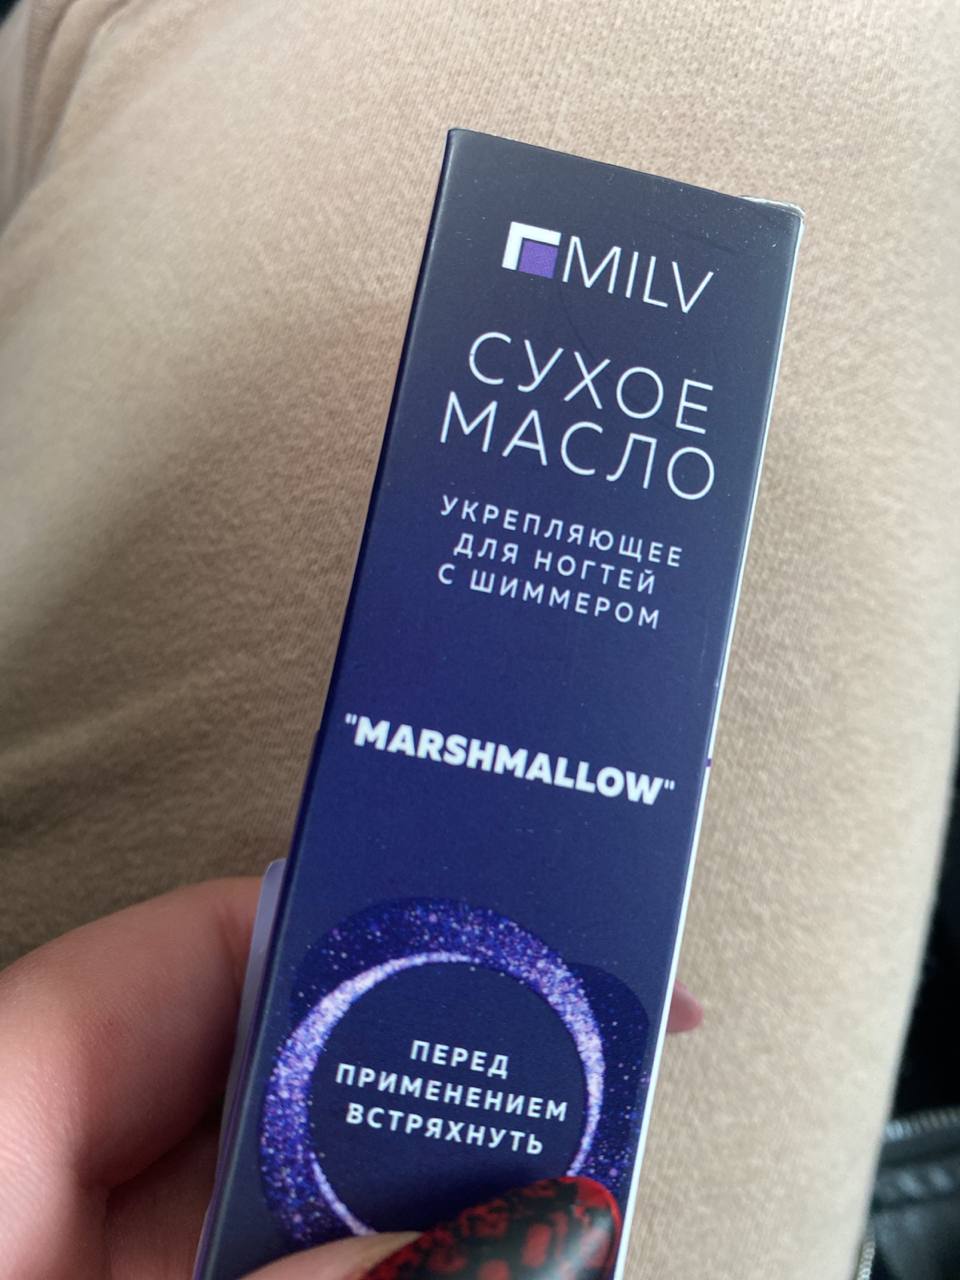 MILV
СУХОЕ
МАСЛО
УКРЕПЛЯЮЩЕЕ
ДЛЯ НОГТЕЙ
С ШИММЕРОМ
"MARSHMALLOW"
ПЕРЕД
ПРИМЕНЕНИЕМ
ВСТРЯХНУТЬ